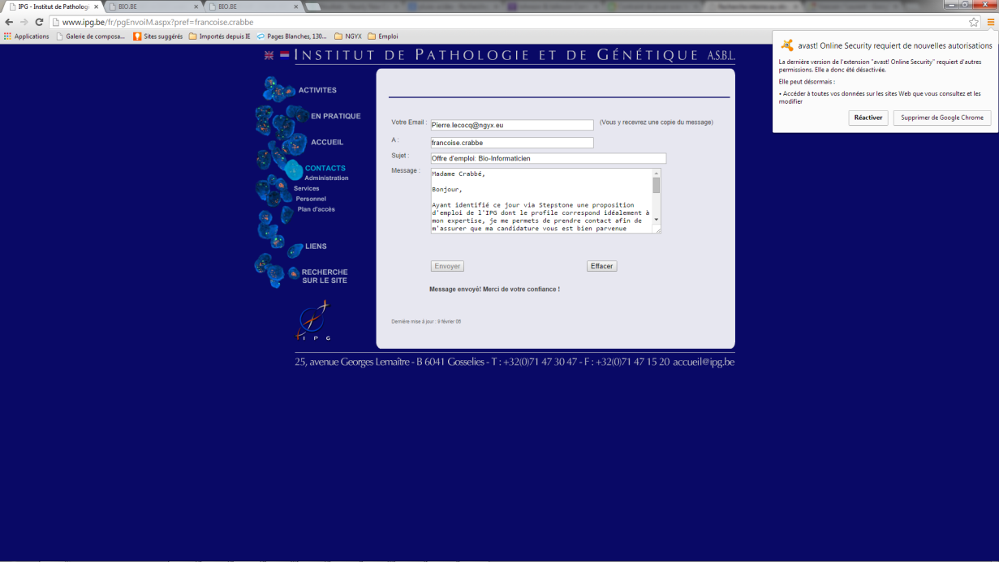 IPG - Institut de Pathologi
BIO.BE
BIO.BE
www.ipg.be/fr/pgEnvoiM.aspx?pref=francoise.crabbe
Applications
Galerie de composa...
Sites suggérés
Importés depuis IE
Pages Blanches, 130...
NGYX
Emploi
avast! Online Security requiert de nouvelles autorisations
La dernière version de l'extension "avast! Online Security" requiert d'autres
permissions. Elle a donc été désactivée.
Elle peut désormais :
• Accéder à toutes vos données sur les sites Web que vous consultez et les
modifier
Réactiver
Supprimer de Google Chrome
INSTITUT DE PATHOLOGIE ET DE GÉNÉTIQUE A.S.B.L.
ACTIVITES
EN PRATIQUE
ACCUEIL
CONTACTS
Administration
Services
Personnel
Plan d'accès
LIENS
RECHERCHE
SUR LE SITE
I P G
Votre Email : Pierre.lecocq@ngyx.eu (Vous y recevrez une copie du message)
A : francoise.crabbe
Sujet : Offre d'emploi: Bio-Informaticien
Message : Madame Crabbé,
Bonjour,
Ayant identifié ce jour via Stepstone une proposition
d'emploi de l'IPG dont le profile correspond idéalement à
mon expertise, je me permets de prendre contact afin de
m'assurer que ma candidature vous est bien parvenue
Envoyer
Effacer
Message envoyé! Merci de votre confiance !
Dernière mise à jour : 9 février 06
25, avenue Georges Lemaître - B 6041 Gosselies - T : +32(0)71 47 30 47 - F : +32(0)71 47 15 20 accueil@ipg.be